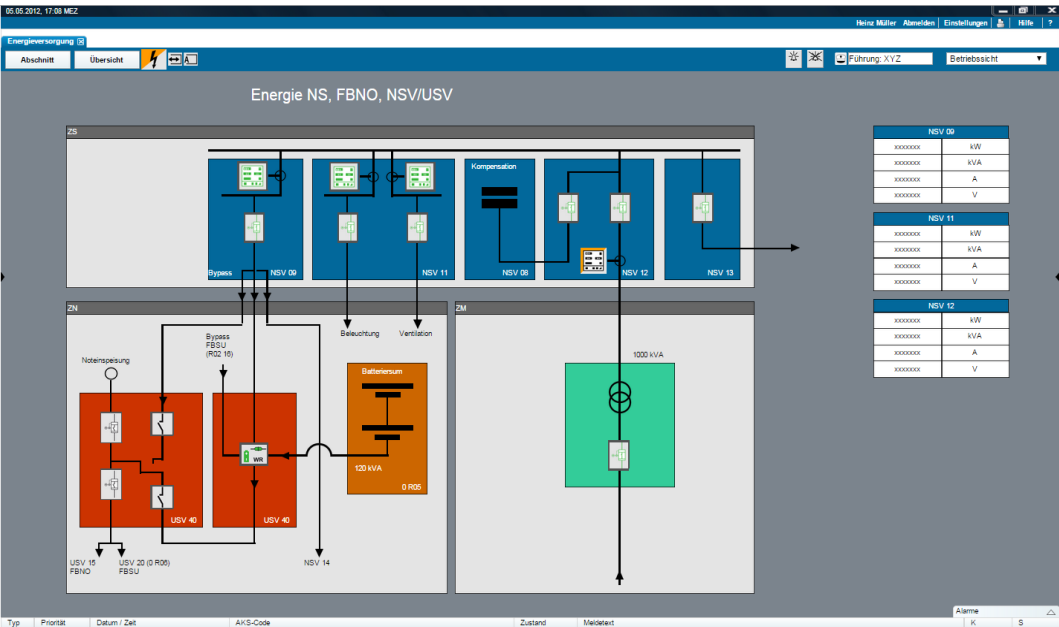 05.05.2012, 17:08 MEZ
Heinz Müller Abmelden Einstellungen Hilfe ?
Energieversorgung
Abschnitt Übersicht A Führung: XYZ Betriebssicht
Energie NS, FBNO, NSV/USV
ZS
Kompensation
Bypass NSV 09
NSV 11
NSV 08
NSV 12
NSV 13
NSV 09
xxxxxxx kW
xxxxxxx kVA
xxxxxxx A
xxxxxxx V
NSV 11
xxxxxxx kW
xxxxxxx kVA
xxxxxxx A
xxxxxxx V
NSV 12
xxxxxxx kW
xxxxxxx kVA
xxxxxxx A
xxxxxxx V
ZN
Beleuchtung
Ventilation
Bypass
FBSU
(R02 16)
Noteinspeisung
Batteriersum
120 kVA
0 R05
WR
USV 40
USV 40
USV 15
FBNO
USV 20 (0 R06)
FBSU
NSV 14
ZM
1000 kVA
Alarme
Typ Priorität Datum / Zeit AKS-Code Zustand Meldetext K S